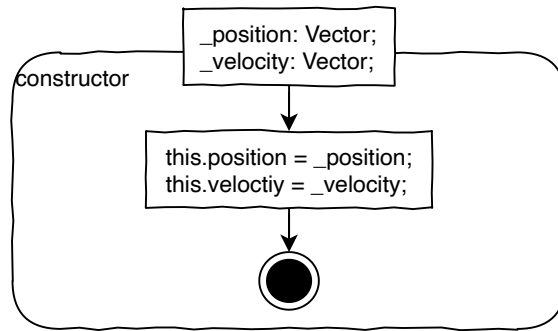 _position: Vector;
_velocity: Vector;
constructor
this.position = _position;
this.veloctiy = _velocity;